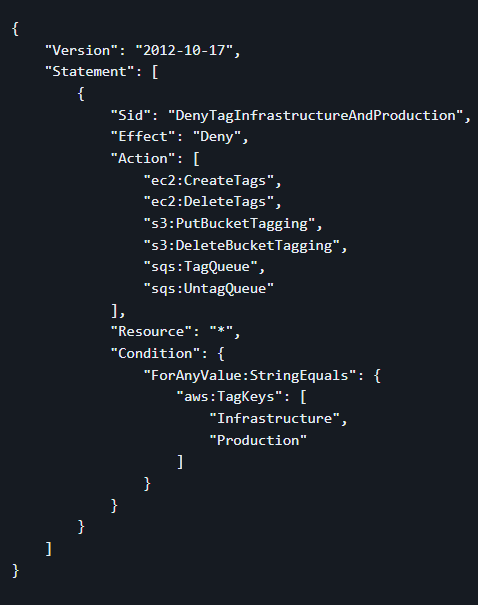 {
    "Version": "2012-10-17",
    "Statement": [
        {
            "Sid": "DenyTagInfrastructureAndProduction",
            "Effect": "Deny",
            "Action": [
                "ec2:CreateTags",
                "ec2:DeleteTags",
                "s3:PutBucketTagging",
                "s3:DeleteBucketTagging",
                "sqs:TagQueue",
                "sqs:UntagQueue"
            ],
            "Resource": "*",
            "Condition": {
                "ForAnyValue:StringEquals": {
                    "aws:TagKeys": [
                        "Infrastructure",
                        "Production"
                    ]
                }
            }
        }
    ]
}